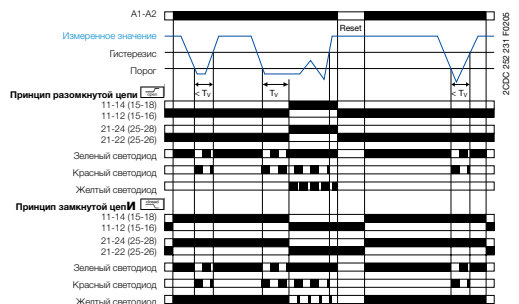 A1-A2
Reset
Измеренное значение
Гистерезис
Порог
< Tv
Tv
< Tv
Принцип разомкнутой цепи open
11-14 (15-18)
11-12 (15-16)
21-24 (25-28)
21-22 (25-26)
Зеленый светодиод
Красный светодиод
Желтый светодиод
Принцип замкнутой цепИ closed
11-14 (15-18)
11-12 (15-16)
21-24 (25-28)
21-22 (25-26)
Зеленый светодиод
Красный светодиод
Желтый светодиод
2CDC 252 231 F0205